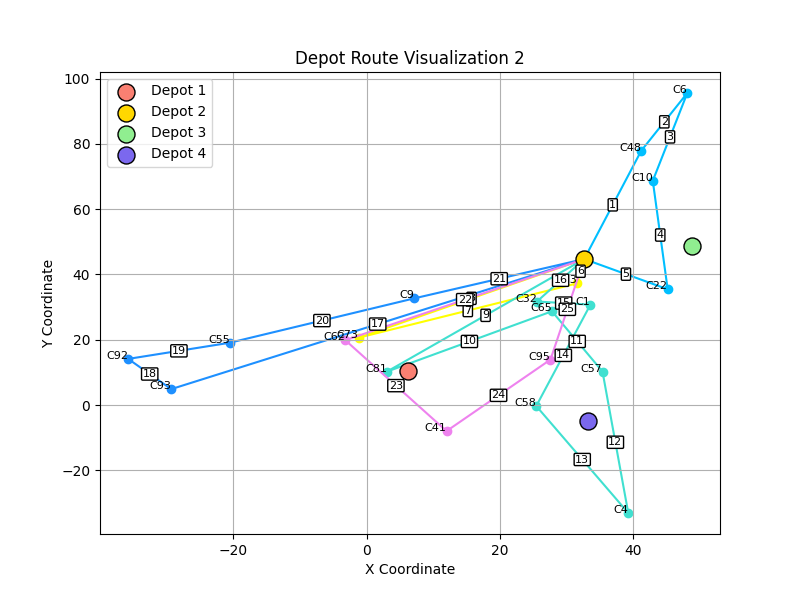 Depot Route Visualization 2
Depot 1
Depot 2
Depot 3
Depot 4
Y Coordinate
100
80
60
40
20
0
−20
−20
0
20
40
X Coordinate
C6
2
3
C48
C10
1
4
5
C22
6
16
21
C9
22
C32
15
C1
C65
25
7
9
20
17
C73
10
11
C55
19
C92
18
C93
C81
23
14
C95
C57
24
C58
C41
12
13
C4